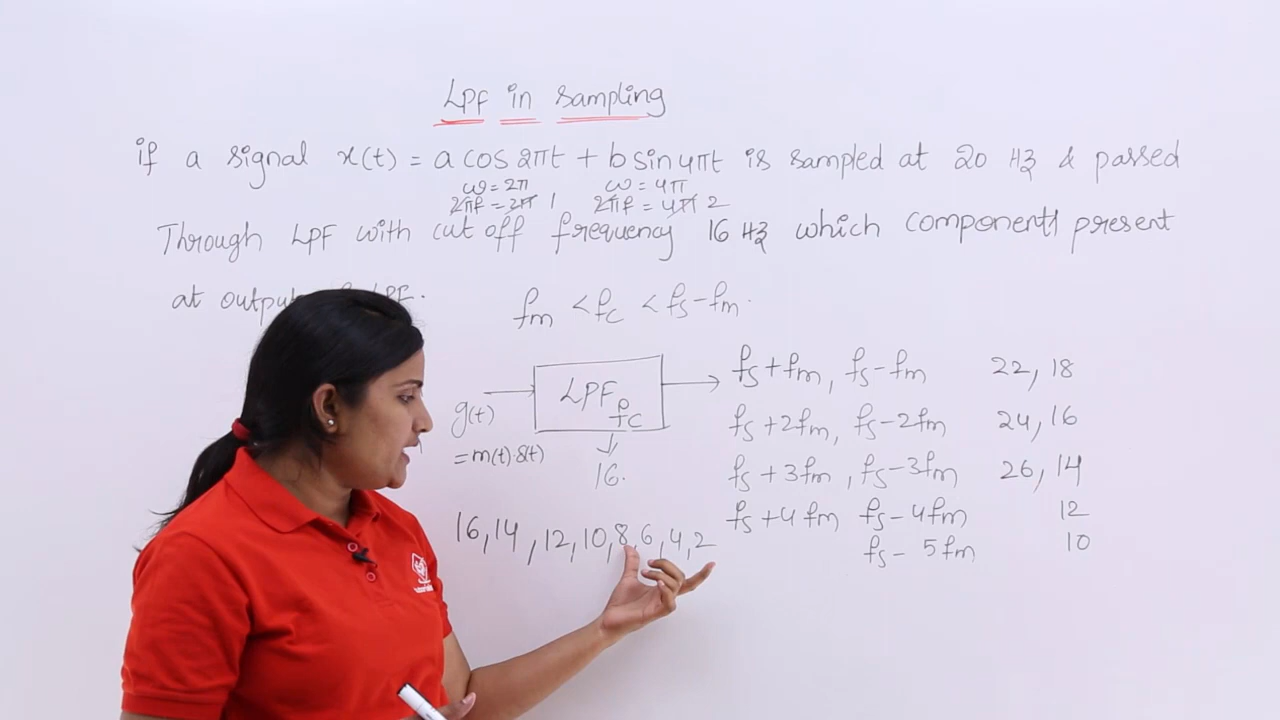 LPF in sampling
if a signal x(t) = a cos 2πt + b sin 4πt is sampled at 20 Hz & passed
ω = 2π ω = 4π
2πf = 2π 1 2πf = 4π 2
Through LPF with cut off frequency 16 Hz which components present
at LPF.
fm < fc < fs - fm.
g(t) LPF fc
= m(t)·δ(t)
16.
fs + fm, fs - fm 22, 18
fs + 2fm, fs - 2fm 24, 16
fs + 3fm, fs - 3fm 26, 14
fs + 4fm fs - 4fm 12
fs - 5fm 10
16, 14, 12, 10, 8, 6, 4, 2